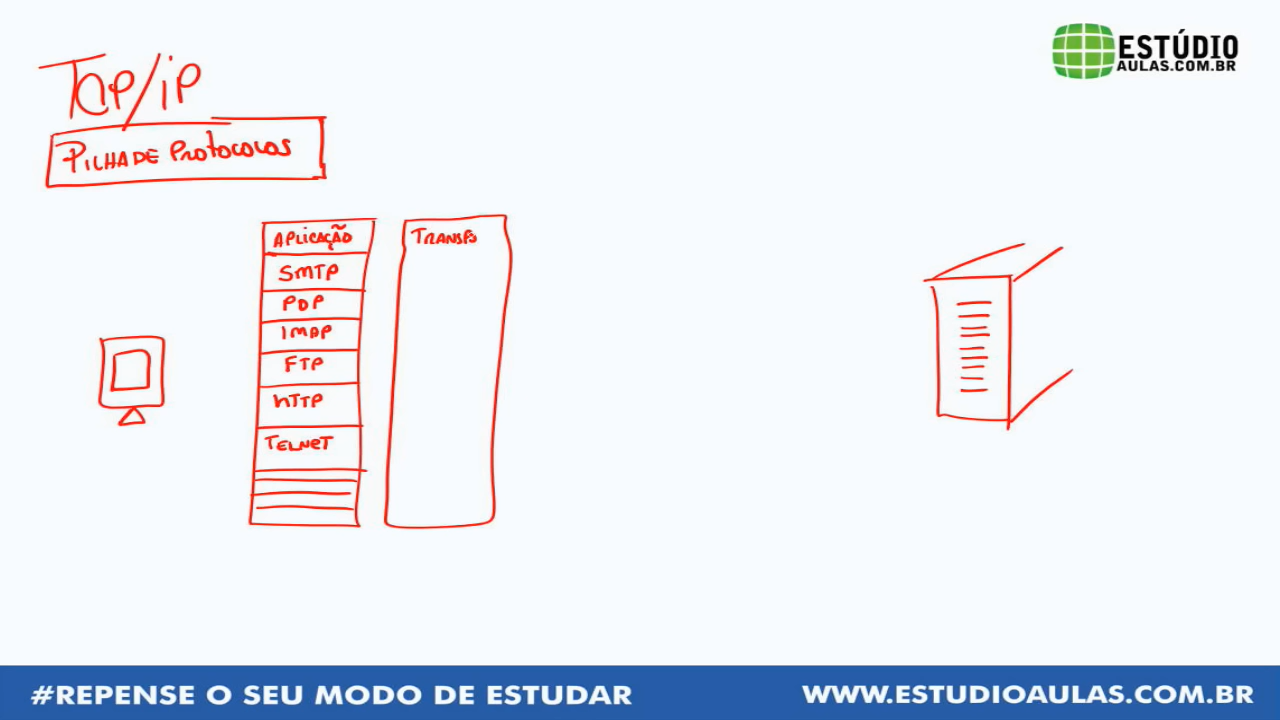 ESTÚDIO
AULAS.COM.BR
TCP/iP
PILHA DE PROTOCOLOS
APLICAÇÃO
SMTP
POP
IMAP
FTP
hTTP
TELNET
TRANSPO
#REPENSE O SEU MODO DE ESTUDAR
WWW.ESTUDIOAULAS.COM.BR